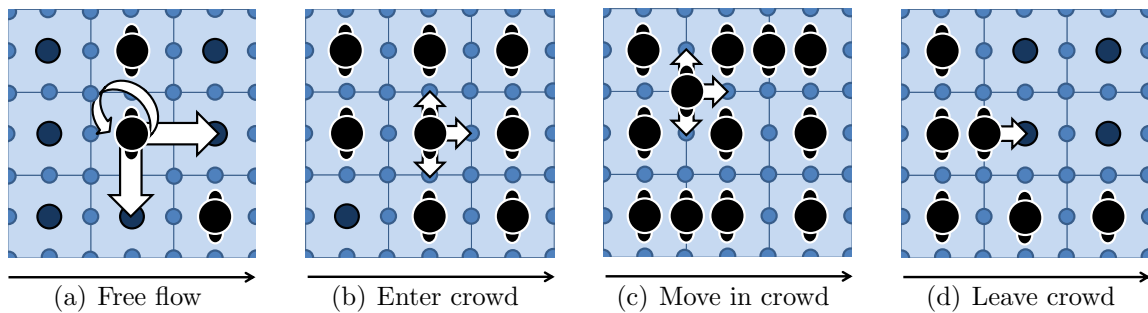 (a) Free flow
(b) Enter crowd
(c) Move in crowd
(d) Leave crowd